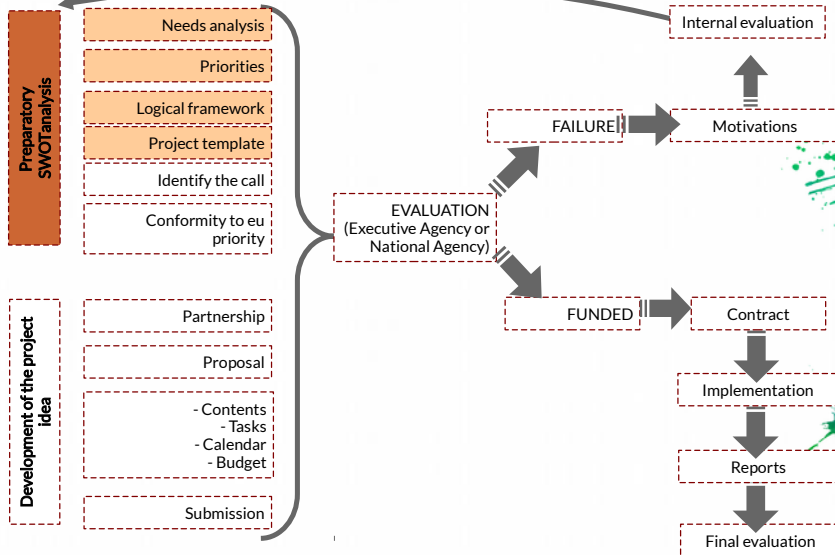 Preparatory
SWOT analysis
Needs analysis
Priorities
Logical framework
Project template
Identify the call
Conformity to eu
priority
Development of the project
idea
Partnership
Proposal
- Contents
- Tasks
- Calendar
- Budget
Submission
EVALUATION
(Executive Agency or
National Agency)
FAILURE
Motivations
Internal evaluation
FUNDED
Contract
Implementation
Reports
Final evaluation